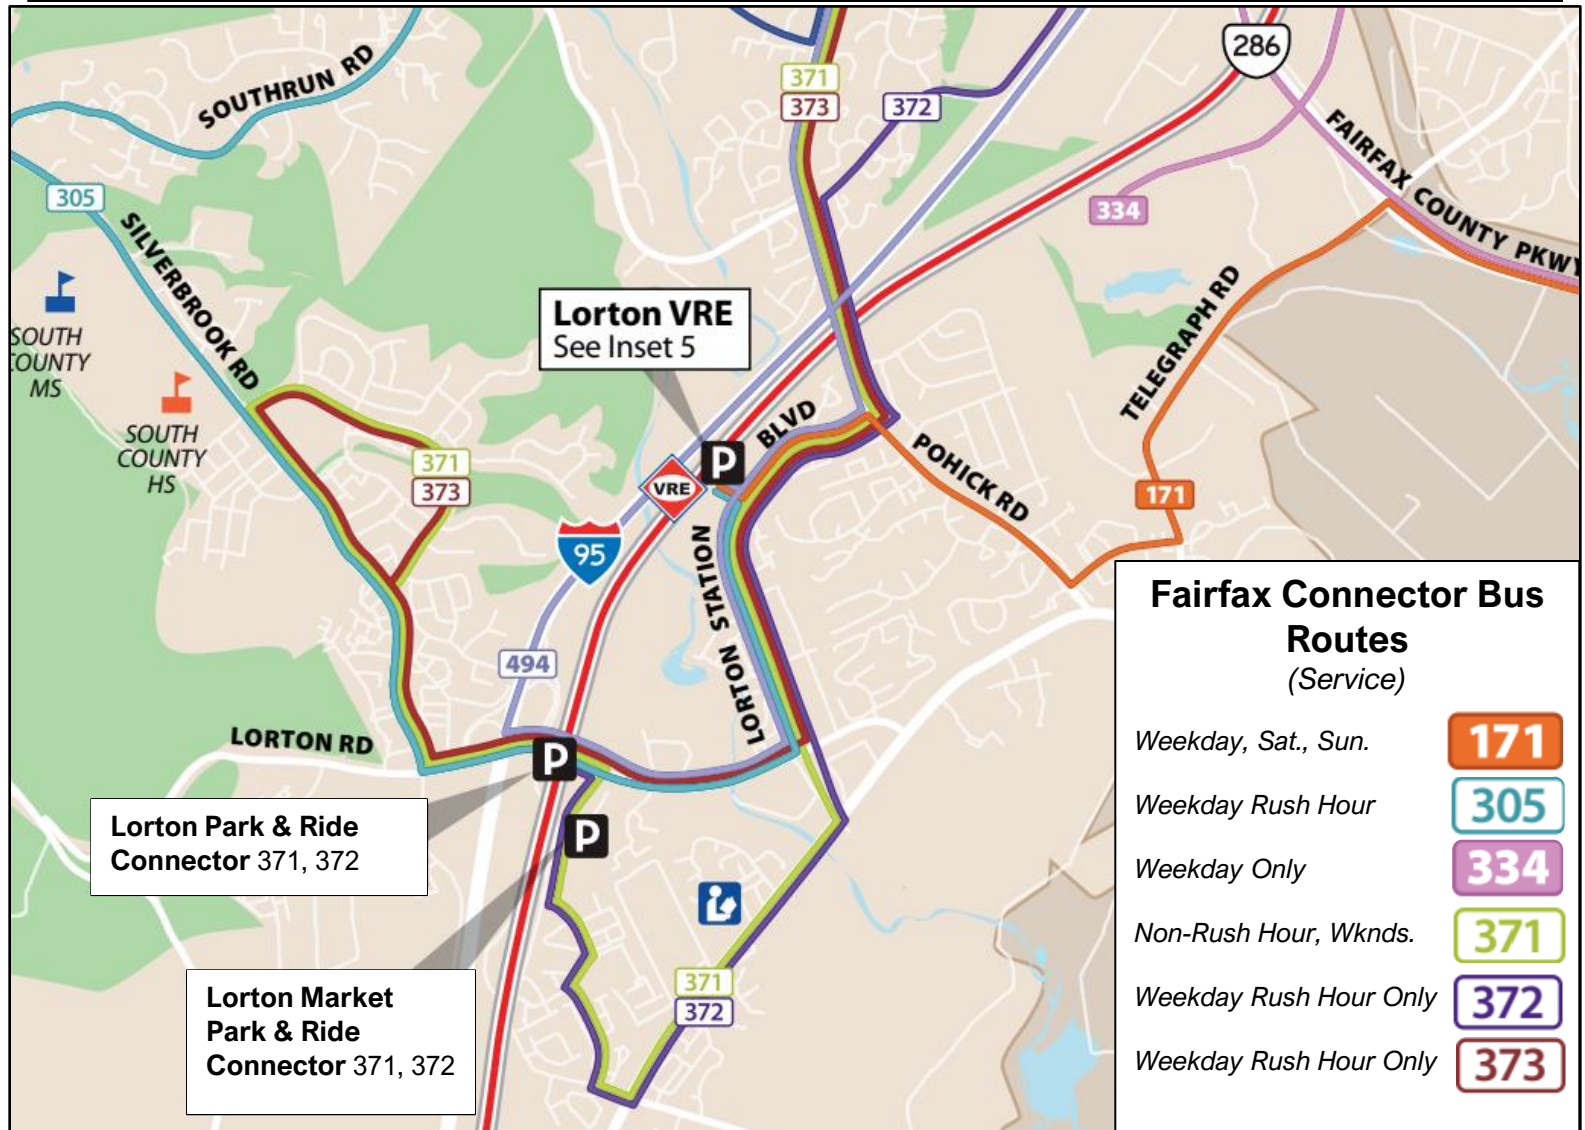 286
371
373
372
SOUTHRUN RD
FAIRFAX COUNTY PKWY
305
334
SILVERBROOK RD
SOUTH
COUNTY
MS
Lorton VRE
See Inset 5
TELEGRAPH RD
SOUTH
COUNTY
HS
P
BLVD
POHICK RD
371
373
VRE
171
95
LORTON STATION
494
LORTON RD
P
Lorton Park & Ride
Connector 371, 372
P
371
372
Lorton Market
Park & Ride
Connector 371, 372
Fairfax Connector Bus
Routes
(Service)
Weekday, Sat., Sun. 171
Weekday Rush Hour 305
Weekday Only 334
Non-Rush Hour, Wknds. 371
Weekday Rush Hour Only 372
Weekday Rush Hour Only 373